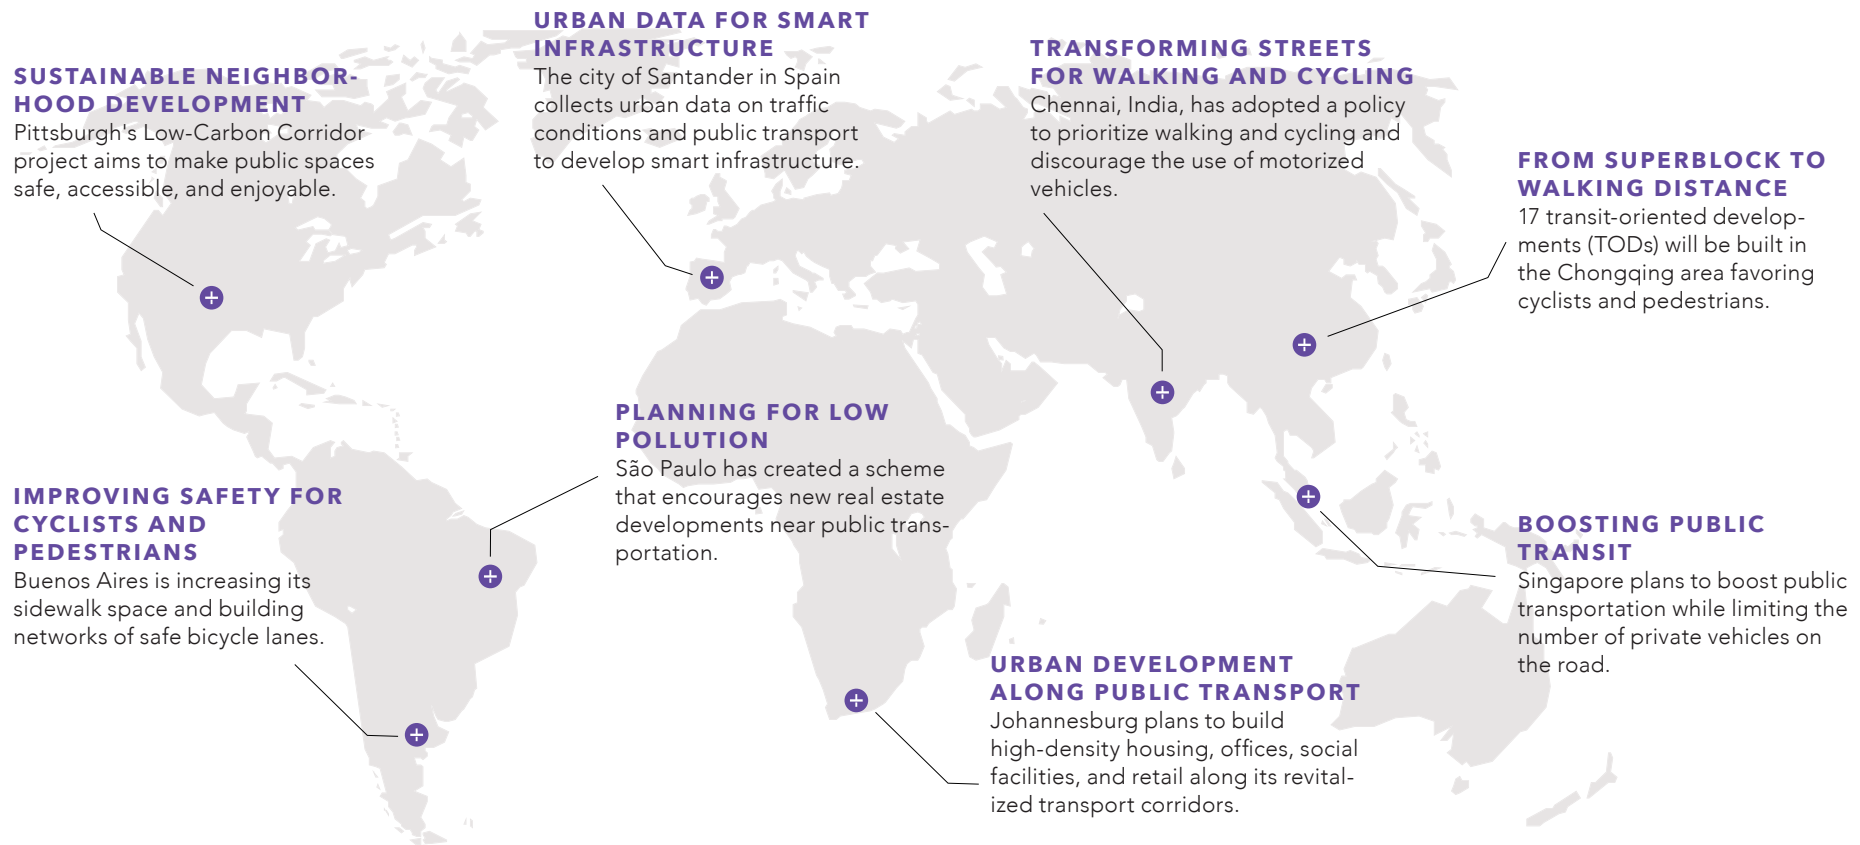 SUSTAINABLE NEIGHBOR-
HOOD DEVELOPMENT
Pittsburgh's Low-Carbon Corridor
project aims to make public spaces
safe, accessible, and enjoyable.
URBAN DATA FOR SMART
INFRASTRUCTURE
The city of Santander in Spain
collects urban data on traffic
conditions and public transport
to develop smart infrastructure.
TRANSFORMING STREETS
FOR WALKING AND CYCLING
Chennai, India, has adopted a policy
to prioritize walking and cycling and
discourage the use of motorized
vehicles.
FROM SUPERBLOCK TO
WALKING DISTANCE
17 transit-oriented develop-
ments (TODs) will be built in
the Chongqing area favoring
cyclists and pedestrians.
PLANNING FOR LOW
POLLUTION
São Paulo has created a scheme
that encourages new real estate
developments near public trans-
portation.
IMPROVING SAFETY FOR
CYCLISTS AND
PEDESTRIANS
Buenos Aires is increasing its
sidewalk space and building
networks of safe bicycle lanes.
BOOSTING PUBLIC
TRANSIT
Singapore plans to boost public
transportation while limiting the
number of private vehicles on
the road.
URBAN DEVELOPMENT
ALONG PUBLIC TRANSPORT
Johannesburg plans to build
high-density housing, offices, social
facilities, and retail along its revital-
ized transport corridors.